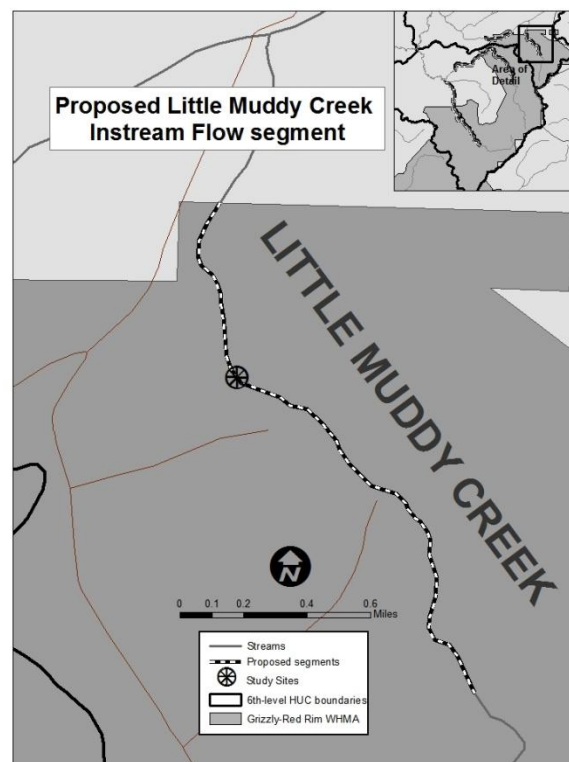 Proposed Little Muddy Creek
Instream Flow segment
Area of
Detail
LITTLE MUDDY CREEK
N
0 0.1 0.2 0.4 0.6
Miles
Streams
Proposed segments
Study Sites
6th-level HUC boundaries
Grizzly-Red Rim WHMA